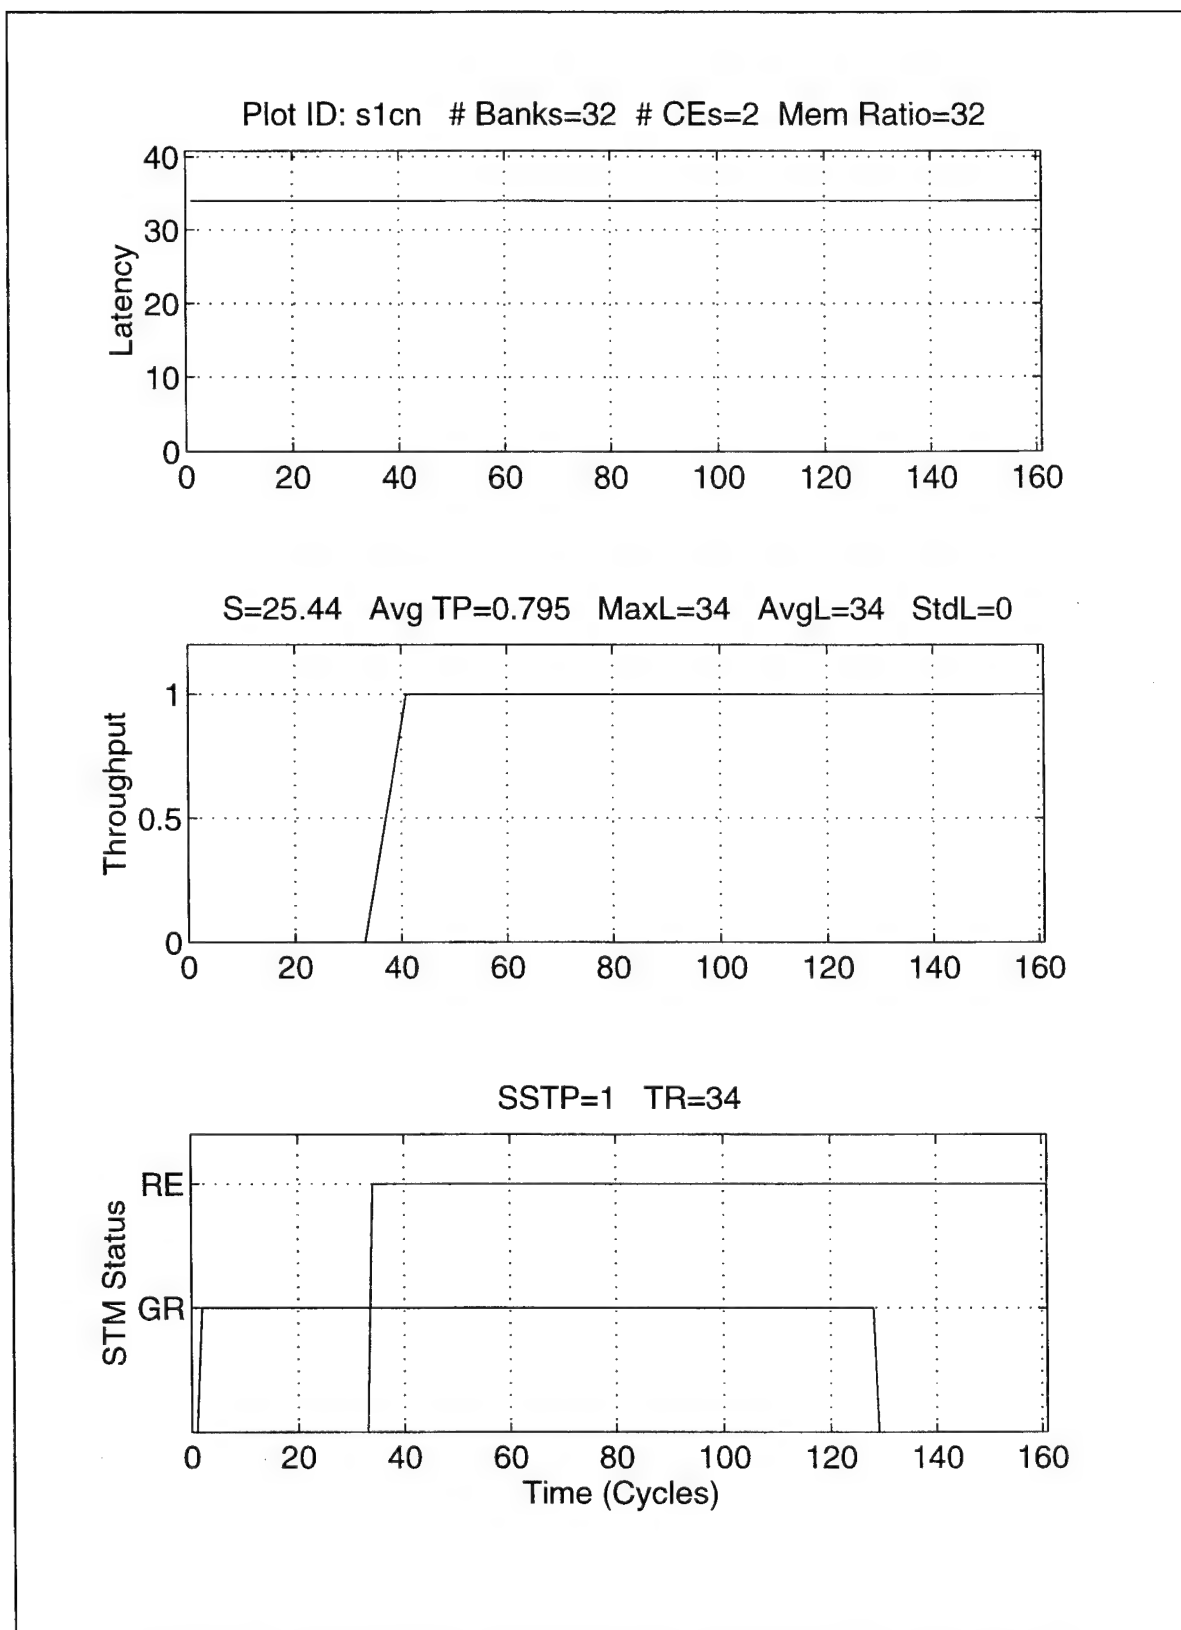 Plot ID: s1cn # Banks=32 # CEs=2 Mem Ratio=32
40
30
20
10
0
Latency
0 20 40 60 80 100 120 140 160
S=25.44 Avg TP=0.795 MaxL=34 AvgL=34 StdL=0
1
0.5
0
Throughput
0 20 40 60 80 100 120 140 160
SSTP=1 TR=34
RE
GR
STM Status
0 20 40 60 80 100 120 140 160
Time (Cycles)